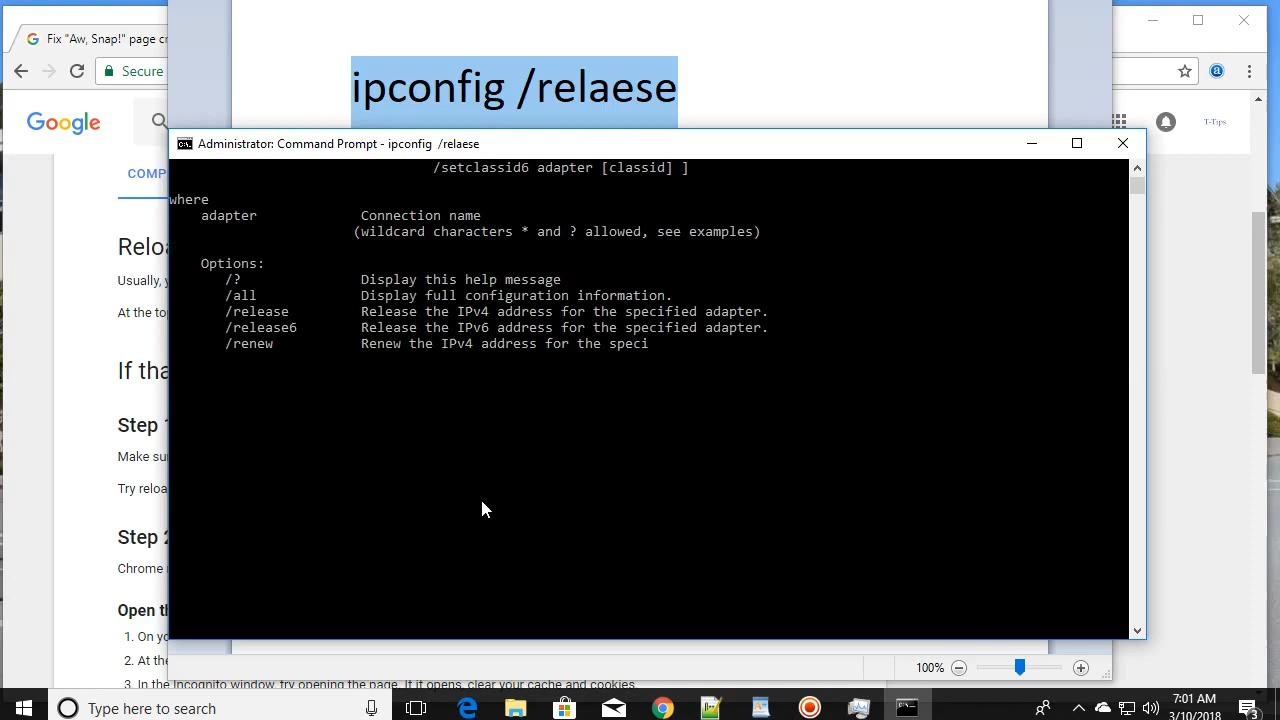 Fix "Aw, Snap!" page cr
Secure
ipconfig /relaese
Google
T-Tips
COMP
Administrator: Command Prompt - ipconfig /relaese
/setclassid6 adapter [classid] ]
where
adapter Connection name
(wildcard characters * and ? allowed, see examples)
Options:
/? Display this help message
/all Display full configuration information.
/release Release the IPv4 address for the specified adapter.
/release6 Release the IPv6 address for the specified adapter.
/renew Renew the IPv4 address for the speci
Reloa
Usually, y
At the to
If tha
Step 1
Make su
Try reloa
Step 2
Chrome
Open th
1. On yo
2. At the
3. In the Incognito window, try opening the page. If it opens, clear your cache and cookies.
100%
Type here to search
7:01 AM
3/10/2018
3